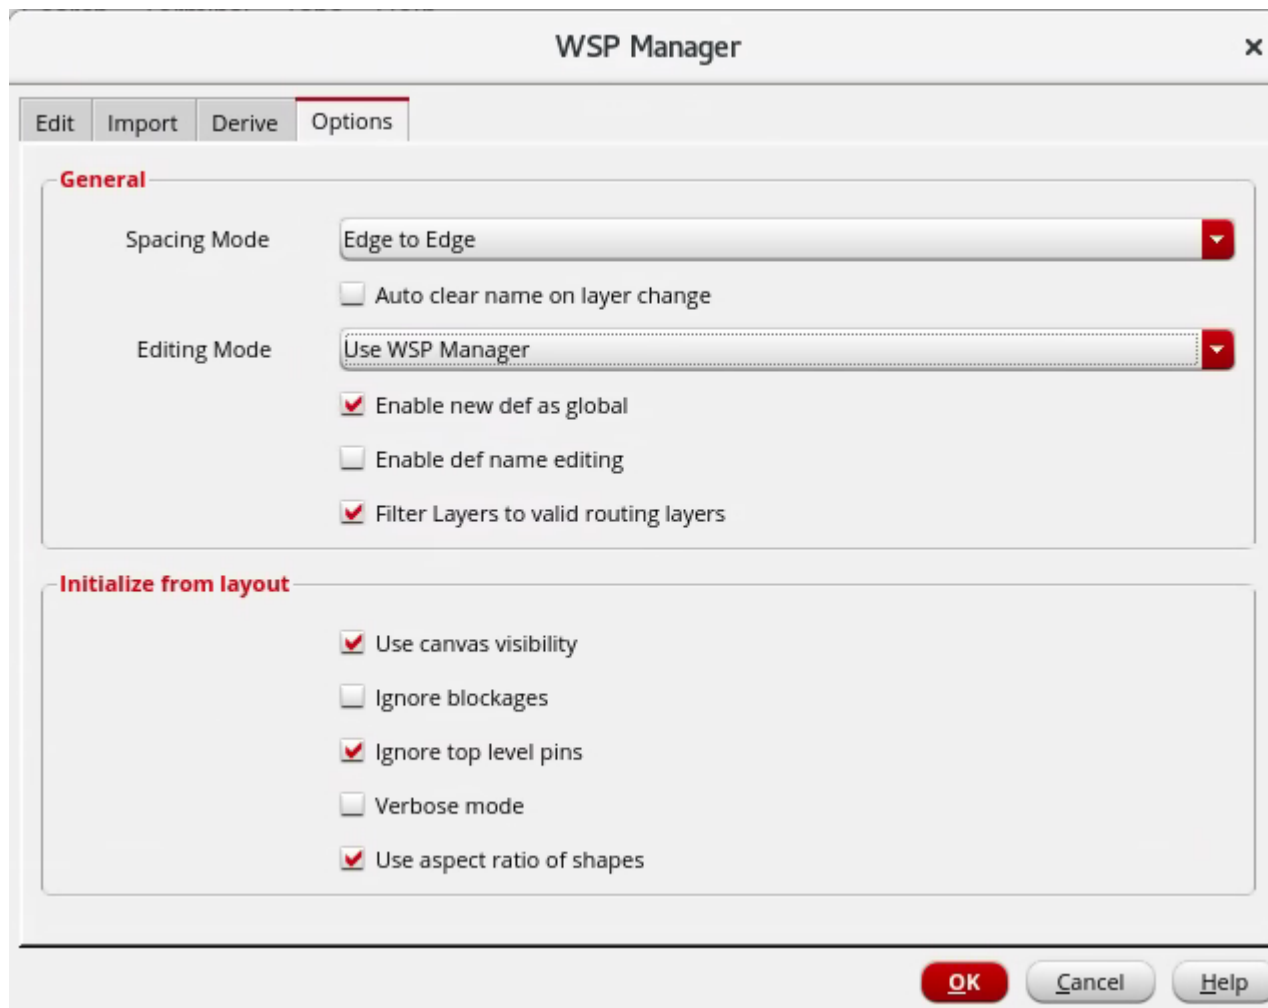 WSP Manager
Edit Import Derive Options
General
Spacing Mode Edge to Edge
Auto clear name on layer change
Editing Mode Use WSP Manager
Enable new def as global
Enable def name editing
Filter Layers to valid routing layers
Initialize from layout
Use canvas visibility
Ignore blockages
Ignore top level pins
Verbose mode
Use aspect ratio of shapes
OK Cancel Help